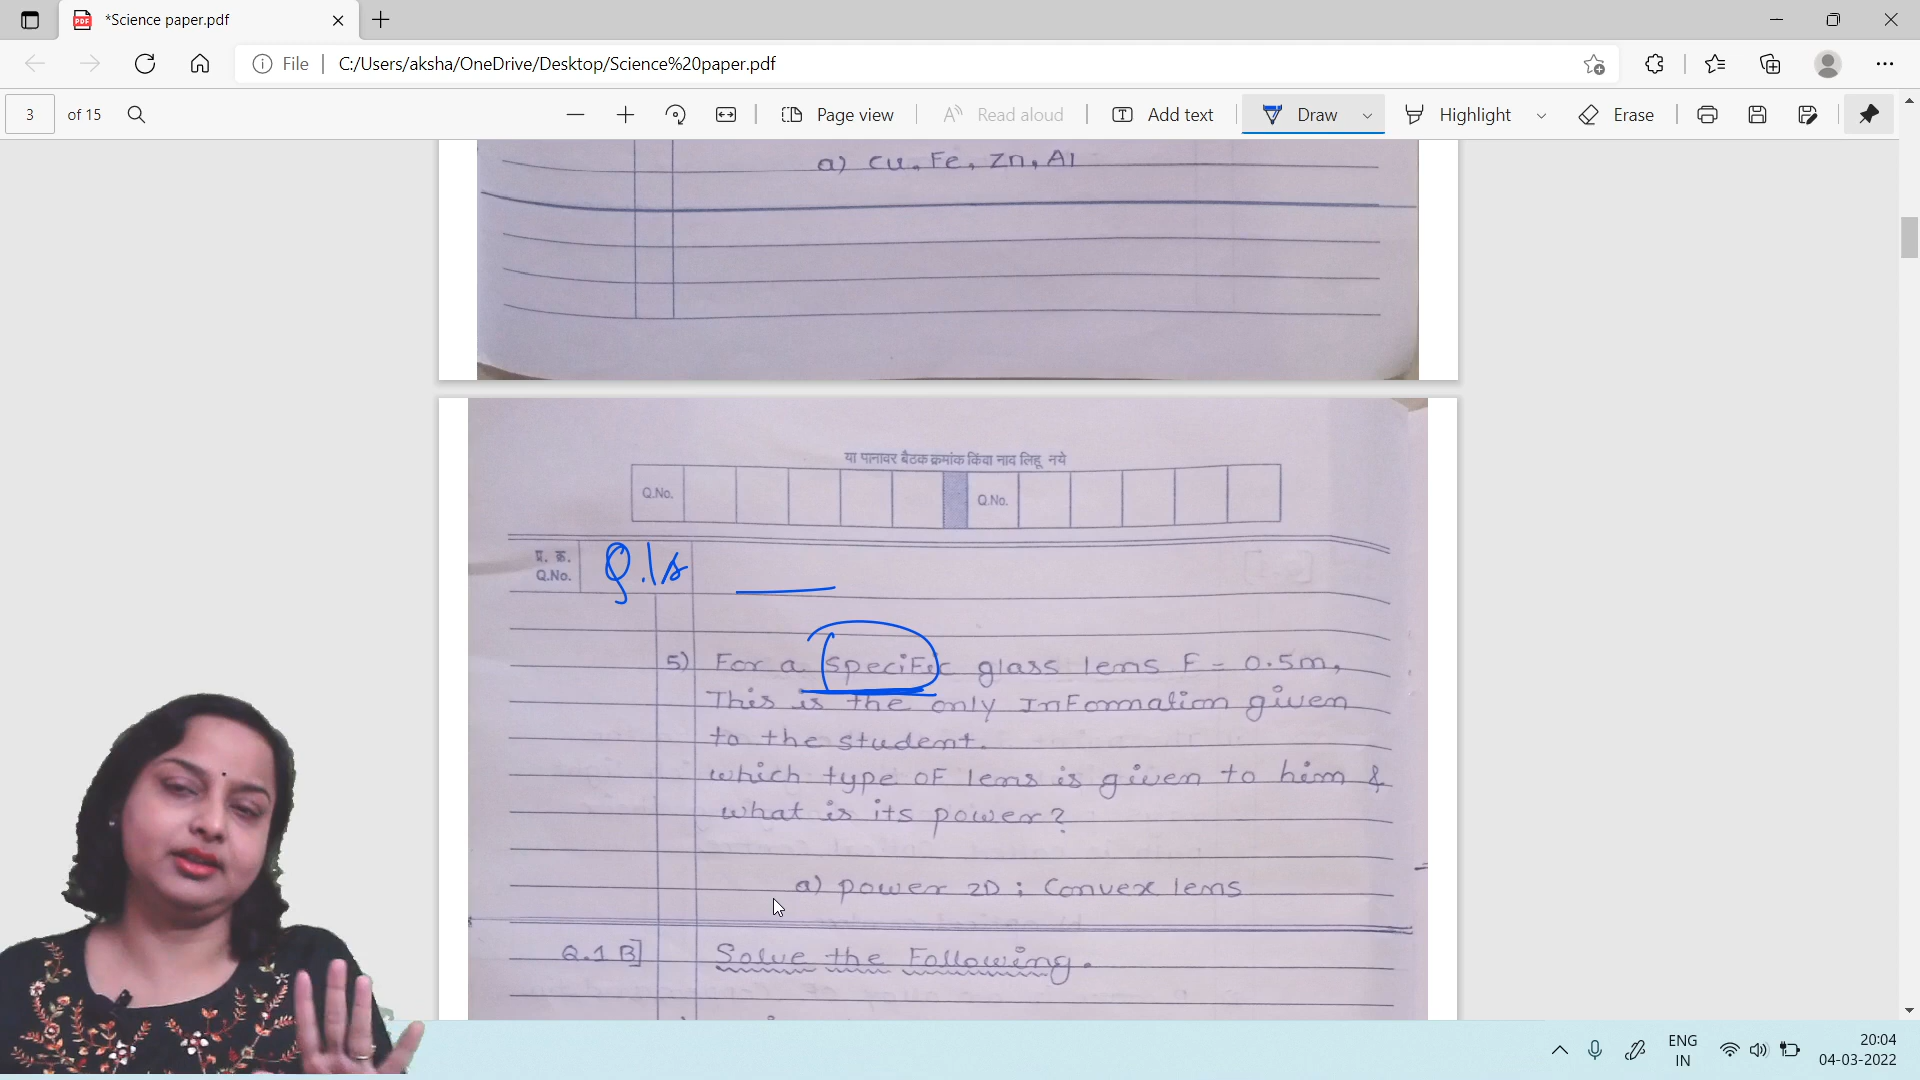 *Science paper.pdf
File
C:/Users/aksha/OneDrive/Desktop/Science%20paper.pdf
3 of 15
Page view
Read aloud
Add text
Draw
Highlight
Erase
a) Cu, Fe, Zn, Al
या पानावर बैठक क्रमांक किंवा नाव लिहू नये
Q.No.
Q.No.
प्र. क्र.
Q.No.
5) For a specific glass lens F = 0.5m,
This is the only Information given
to the student.
which type of lens is given to him &
what is its power?
a) power 2D ; Convex lens
Q.1 B] Solve the Following.
ENG
IN
20:04
04-03-2022